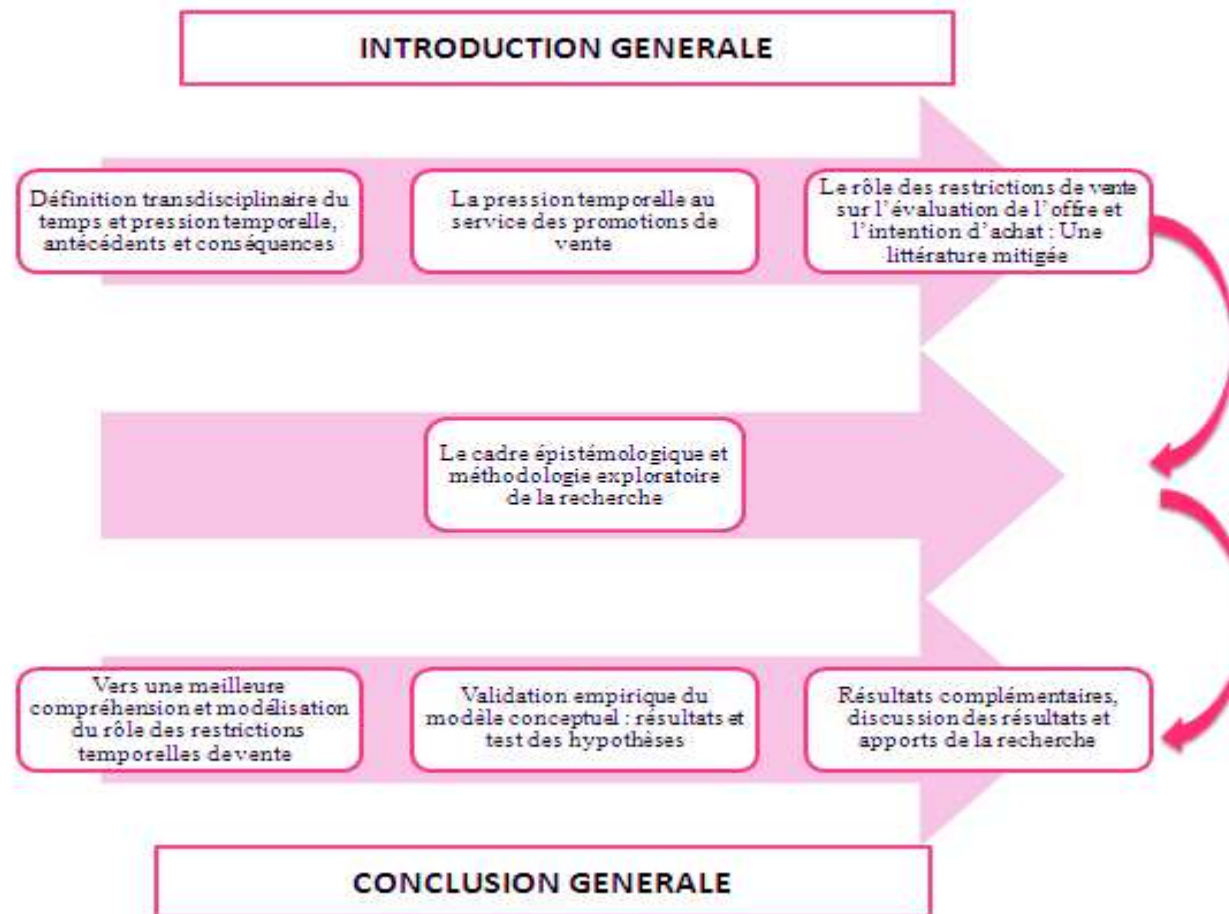 INTRODUCTION GENERALE
Définition transdisciplinaire du
temps et pression temporelle,
antécédents et conséquences
La pression temporelle au
service des promotions de
vente
Le rôle des restrictions de vente
sur l'évaluation de l'offre et
l'intention d'achat : Une
littérature mitigée
Le cadre épistémologique et
méthodologie exploratoire
de la recherche
Vers une meilleure
compréhension et modélisation
du rôle des restrictions
temporelles de vente
Validation empirique du
modèle conceptuel : résultats et
test des hypothèses
Résultats complémentaires,
discussion des résultats et
apports de la recherche
CONCLUSION GENERALE